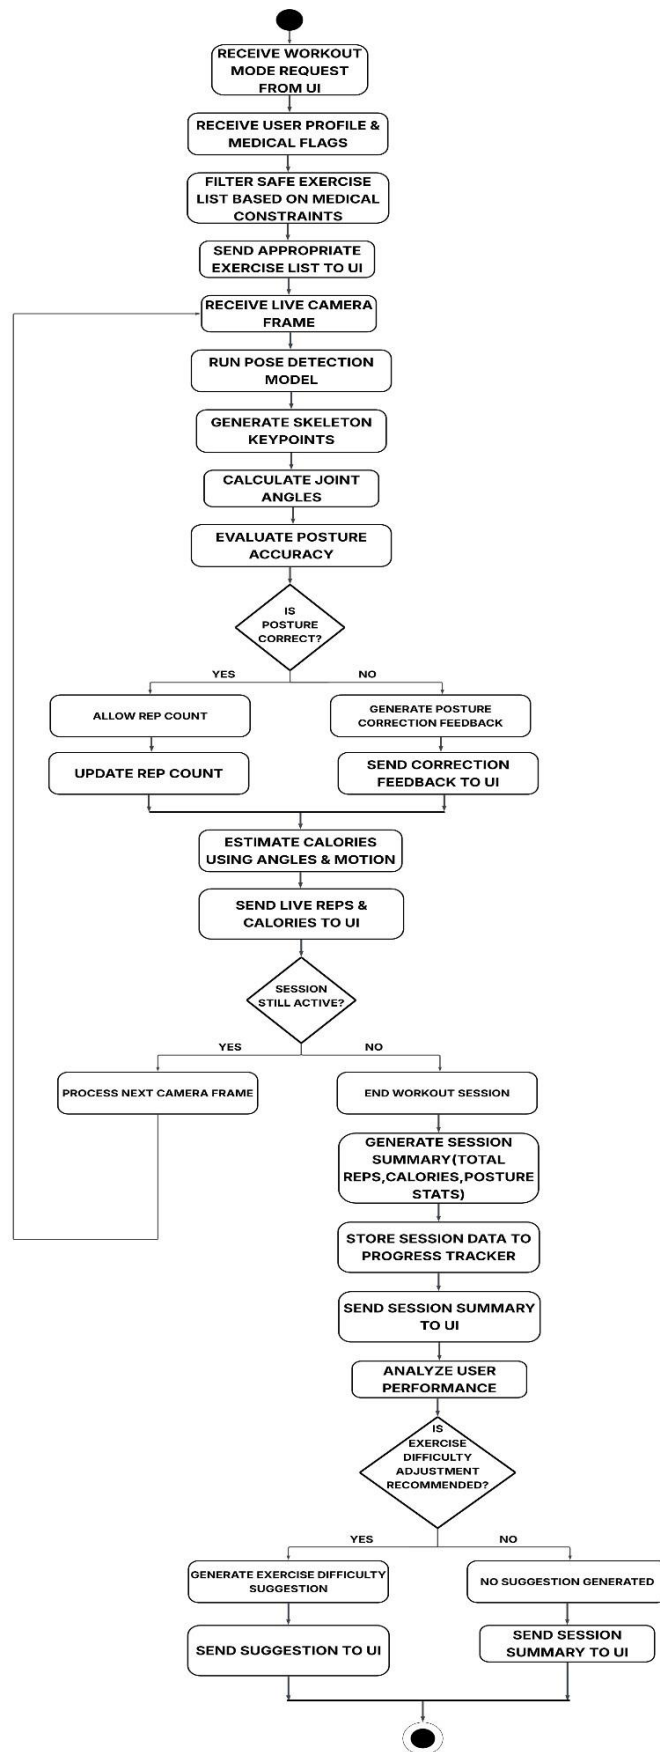 RECEIVE WORKOUT
MODE REQUEST
FROM UI
RECEIVE USER PROFILE &
MEDICAL FLAGS
FILTER SAFE EXERCISE
LIST BASED ON MEDICAL
CONSTRAINTS
SEND APPROPRIATE
EXERCISE LIST TO UI
RECEIVE LIVE CAMERA
FRAME
RUN POSE DETECTION
MODEL
GENERATE SKELETON
KEYPOINTS
CALCULATE JOINT
ANGLES
EVALUATE POSTURE
ACCURACY
IS
POSTURE
CORRECT?
YES
NO
ALLOW REP COUNT
GENERATE POSTURE
CORRECTION FEEDBACK
UPDATE REP COUNT
SEND CORRECTION
FEEDBACK TO UI
ESTIMATE CALORIES
USING ANGLES & MOTION
SEND LIVE REPS &
CALORIES TO UI
SESSION
STILL ACTIVE?
YES
NO
PROCESS NEXT CAMERA FRAME
END WORKOUT SESSION
GENERATE SESSION
SUMMARY(TOTAL
REPS,CALORIES,POSTURE
STATS)
STORE SESSION DATA TO
PROGRESS TRACKER
SEND SESSION SUMMARY
TO UI
ANALYZE USER
PERFORMANCE
IS
EXERCISE
DIFFICULTY
ADJUSTMENT
RECOMMENDED?
YES
NO
GENERATE EXERCISE DIFFICULTY
SUGGESTION
NO SUGGESTION GENERATED
SEND SUGGESTION TO UI
SEND SESSION
SUMMARY TO UI